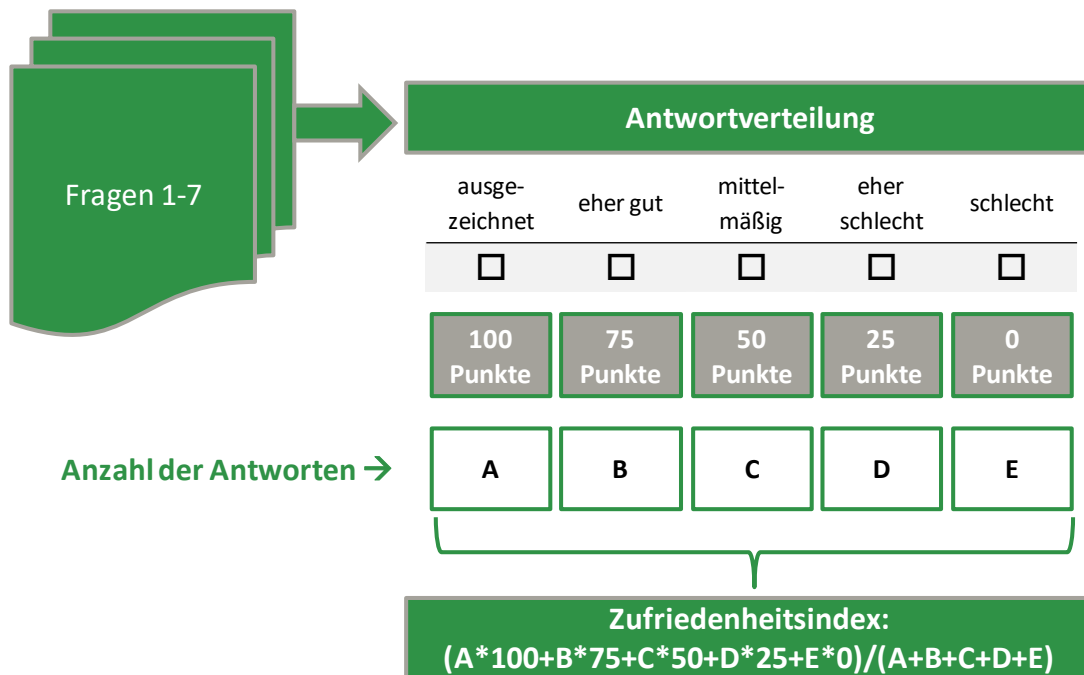 Fragen 1-7
Antwortverteilung
ausge-
zeichnet
eher gut
mittel-
mäßig
eher
schlecht
schlecht
100
Punkte
75
Punkte
50
Punkte
25
Punkte
0
Punkte
Anzahl der Antworten →
A
B
C
D
E
Zufriedenheitsindex:
(A*100+B*75+C*50+D*25+E*0)/(A+B+C+D+E)